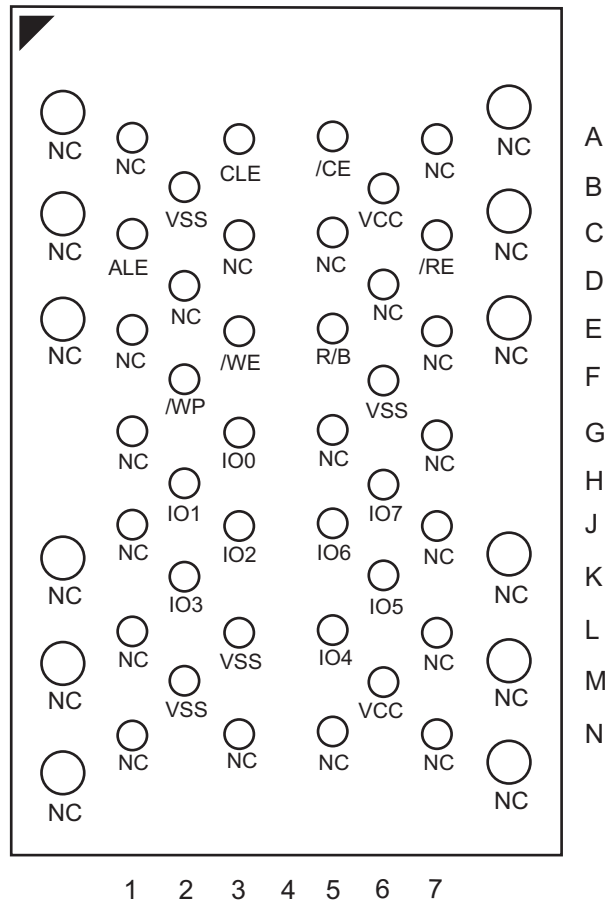 NC NC CLE /CE NC NC A
VSS VCC B
NC ALE NC NC /RE NC C
NC NC D
NC NC /WE R/B NC NC E
/WP VSS F
NC IO0 NC NC G
IO1 IO7 H
NC IO2 IO6 NC J
NC IO3 IO5 NC K
NC VSS IO4 NC L
NC VSS VCC NC M
NC NC NC NC N
NC NC
1 2 3 4 5 6 7